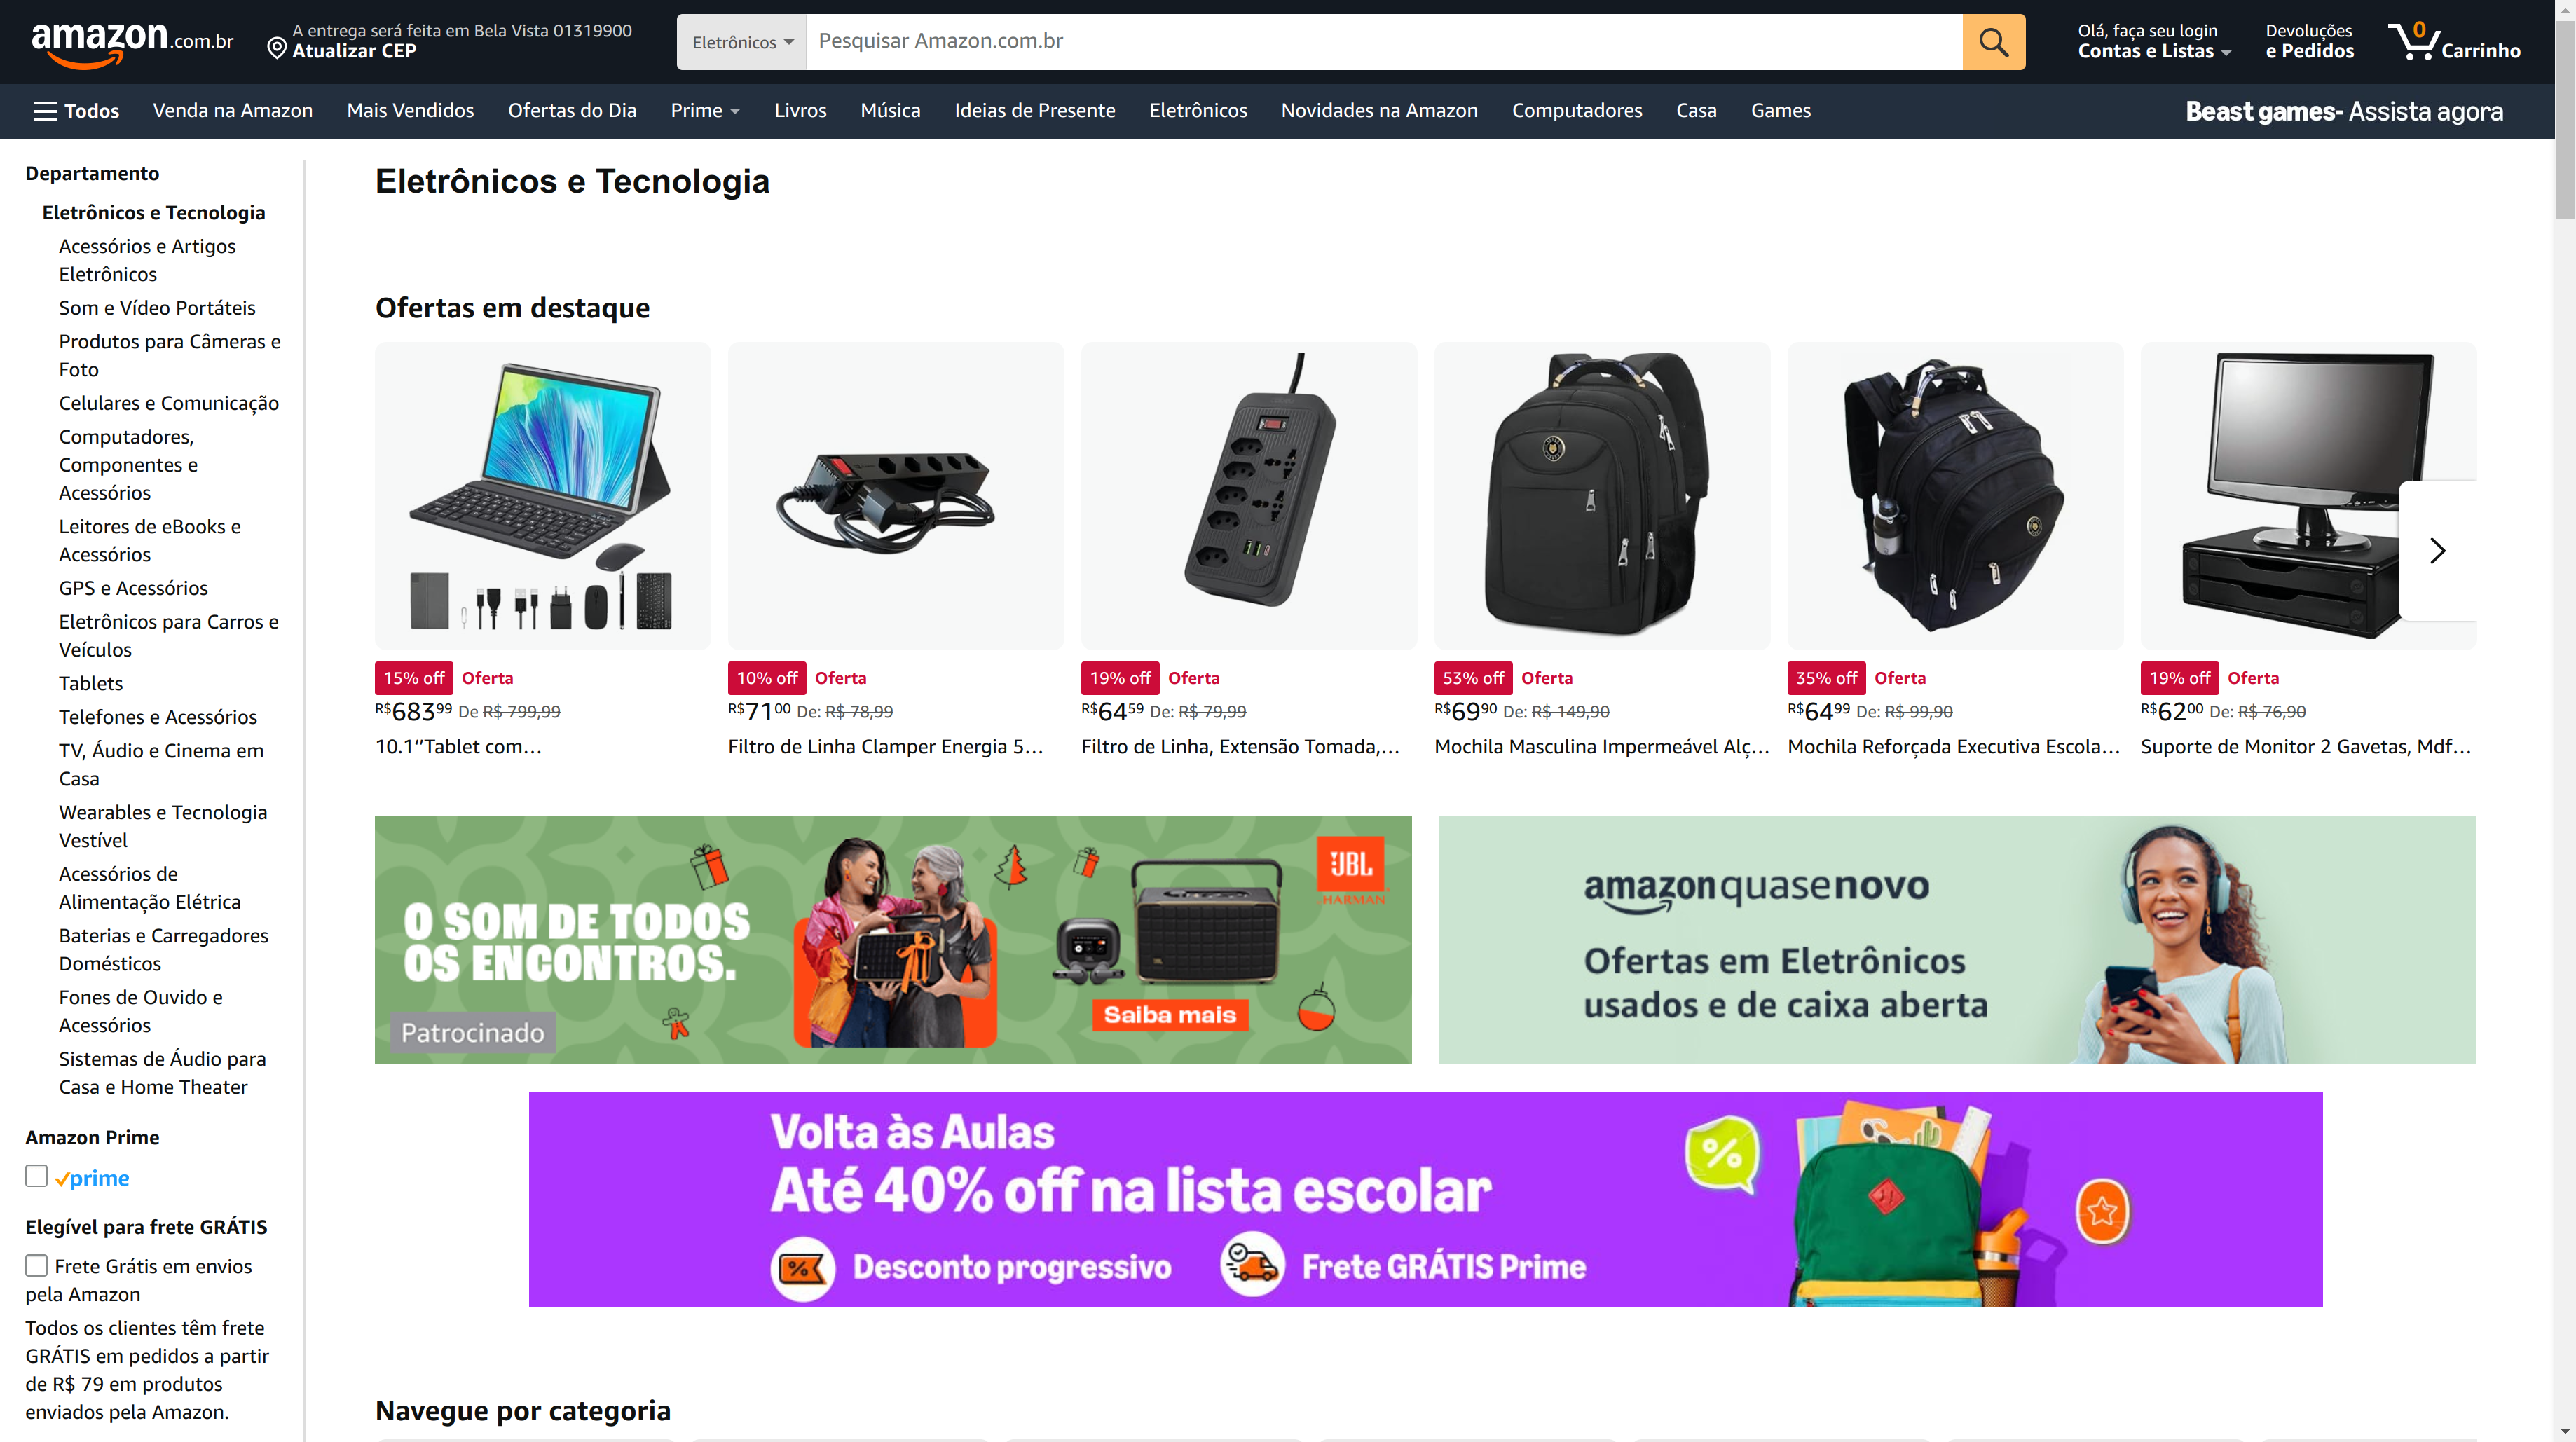 amazon.com.br
A entrega será feita em Bela Vista 01319900
Atualizar CEP
Eletrônicos
Pesquisar Amazon.com.br
Olá, faça seu login
Contas e Listas
Devoluções
e Pedidos
0
Carrinho
Todos
Venda na Amazon
Mais Vendidos
Ofertas do Dia
Prime
Livros
Música
Ideias de Presente
Eletrônicos
Novidades na Amazon
Computadores
Casa
Games
Beast games- Assista agora
Departamento
Eletrônicos e Tecnologia
Acessórios e Artigos
Eletrônicos
Som e Vídeo Portáteis
Produtos para Câmeras e
Foto
Celulares e Comunicação
Computadores,
Componentes e
Acessórios
Leitores de eBooks e
Acessórios
GPS e Acessórios
Eletrônicos para Carros e
Veículos
Tablets
Telefones e Acessórios
TV, Áudio e Cinema em
Casa
Wearables e Tecnologia
Vestível
Acessórios de
Alimentação Elétrica
Baterias e Carregadores
Domésticos
Fones de Ouvido e
Acessórios
Sistemas de Áudio para
Casa e Home Theater
Amazon Prime
prime
Elegível para frete GRÁTIS
Frete Grátis em envios
pela Amazon
Todos os clientes têm frete
GRÁTIS em pedidos a partir
de R$ 79 em produtos
enviados pela Amazon.
Eletrônicos e Tecnologia
Ofertas em destaque
15% off Oferta
R$68399 De R$ 799,99
10.1''Tablet com…
10% off Oferta
R$7100 De: R$ 78,99
Filtro de Linha Clamper Energia 5…
19% off Oferta
R$6459 De: R$ 79,99
Filtro de Linha, Extensão Tomada,…
53% off Oferta
R$6990 De: R$ 149,90
Mochila Masculina Impermeável Alç…
35% off Oferta
R$6499 De: R$ 99,90
Mochila Reforçada Executiva Escola…
19% off Oferta
R$6200 De: R$ 76,90
Suporte de Monitor 2 Gavetas, Mdf…
O SOM DE TODOS
OS ENCONTROS.
Patrocinado
JBL
HARMAN
Saiba mais
amazon quase novo
Ofertas em Eletrônicos
usados e de caixa aberta
Volta às Aulas
Até 40% off na lista escolar
% Desconto progressivo
Frete GRÁTIS Prime
%
Navegue por categoria